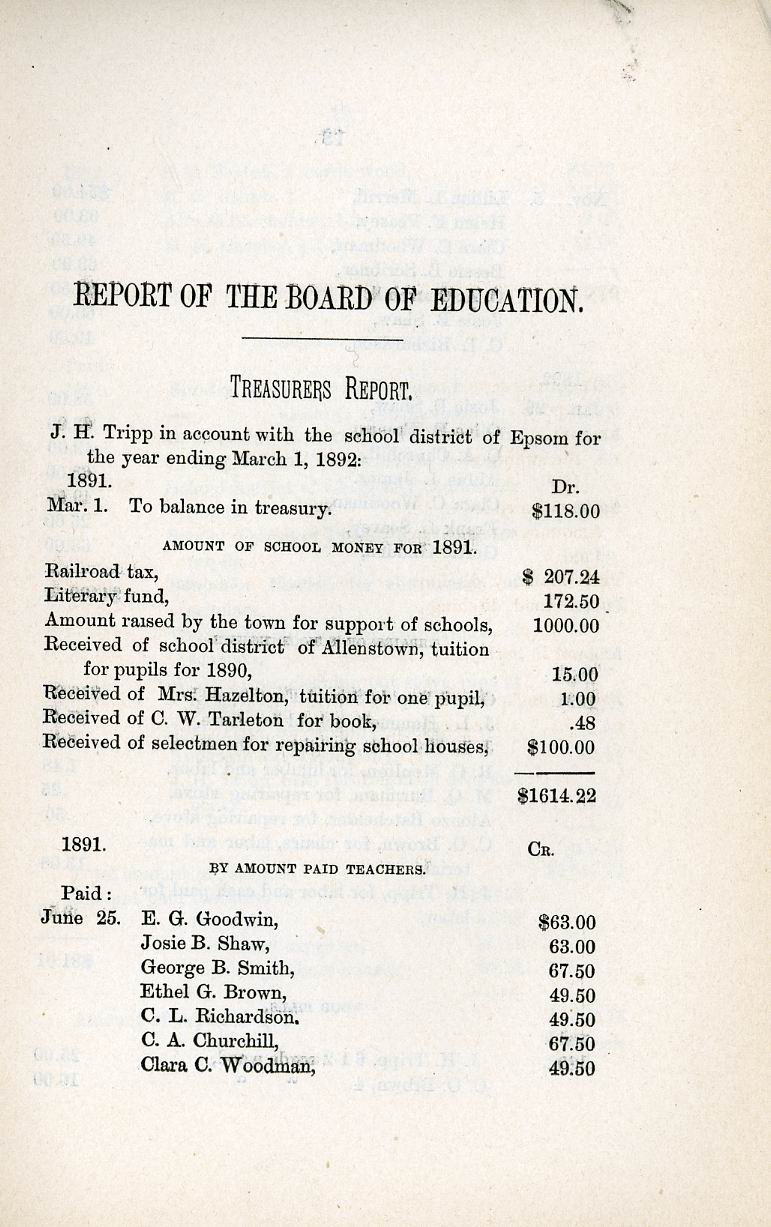 REPORT OF THE BOARD OF EDUCATION.
TREASURERS REPORT.
J. H. Tripp in account with the school district of Epsom for
the year ending March 1, 1892:
1891. Dr.
Mar. 1. To balance in treasury. $118.00
AMOUNT OF SCHOOL MONEY FOR 1891.
Railroad tax, $ 207.24
Literary fund, 172.50
Amount raised by the town for support of schools, 1000.00
Received of school district of Allenstown, tuition
for pupils for 1890, 15.00
Received of Mrs. Hazelton, tuition for one pupil, 1.00
Received of C. W. Tarleton for book, .48
Received of selectmen for repairing school houses, $100.00
$1614.22
1891. CR.
BY AMOUNT PAID TEACHERS.
Paid:
June 25. E. G. Goodwin, $63.00
Josie B. Shaw, 63.00
George B. Smith, 67.50
Ethel G. Brown, 49.50
C. L. Richardson. 49.50
C. A. Churchill, 67.50
Clara C. Woodman, 49.50